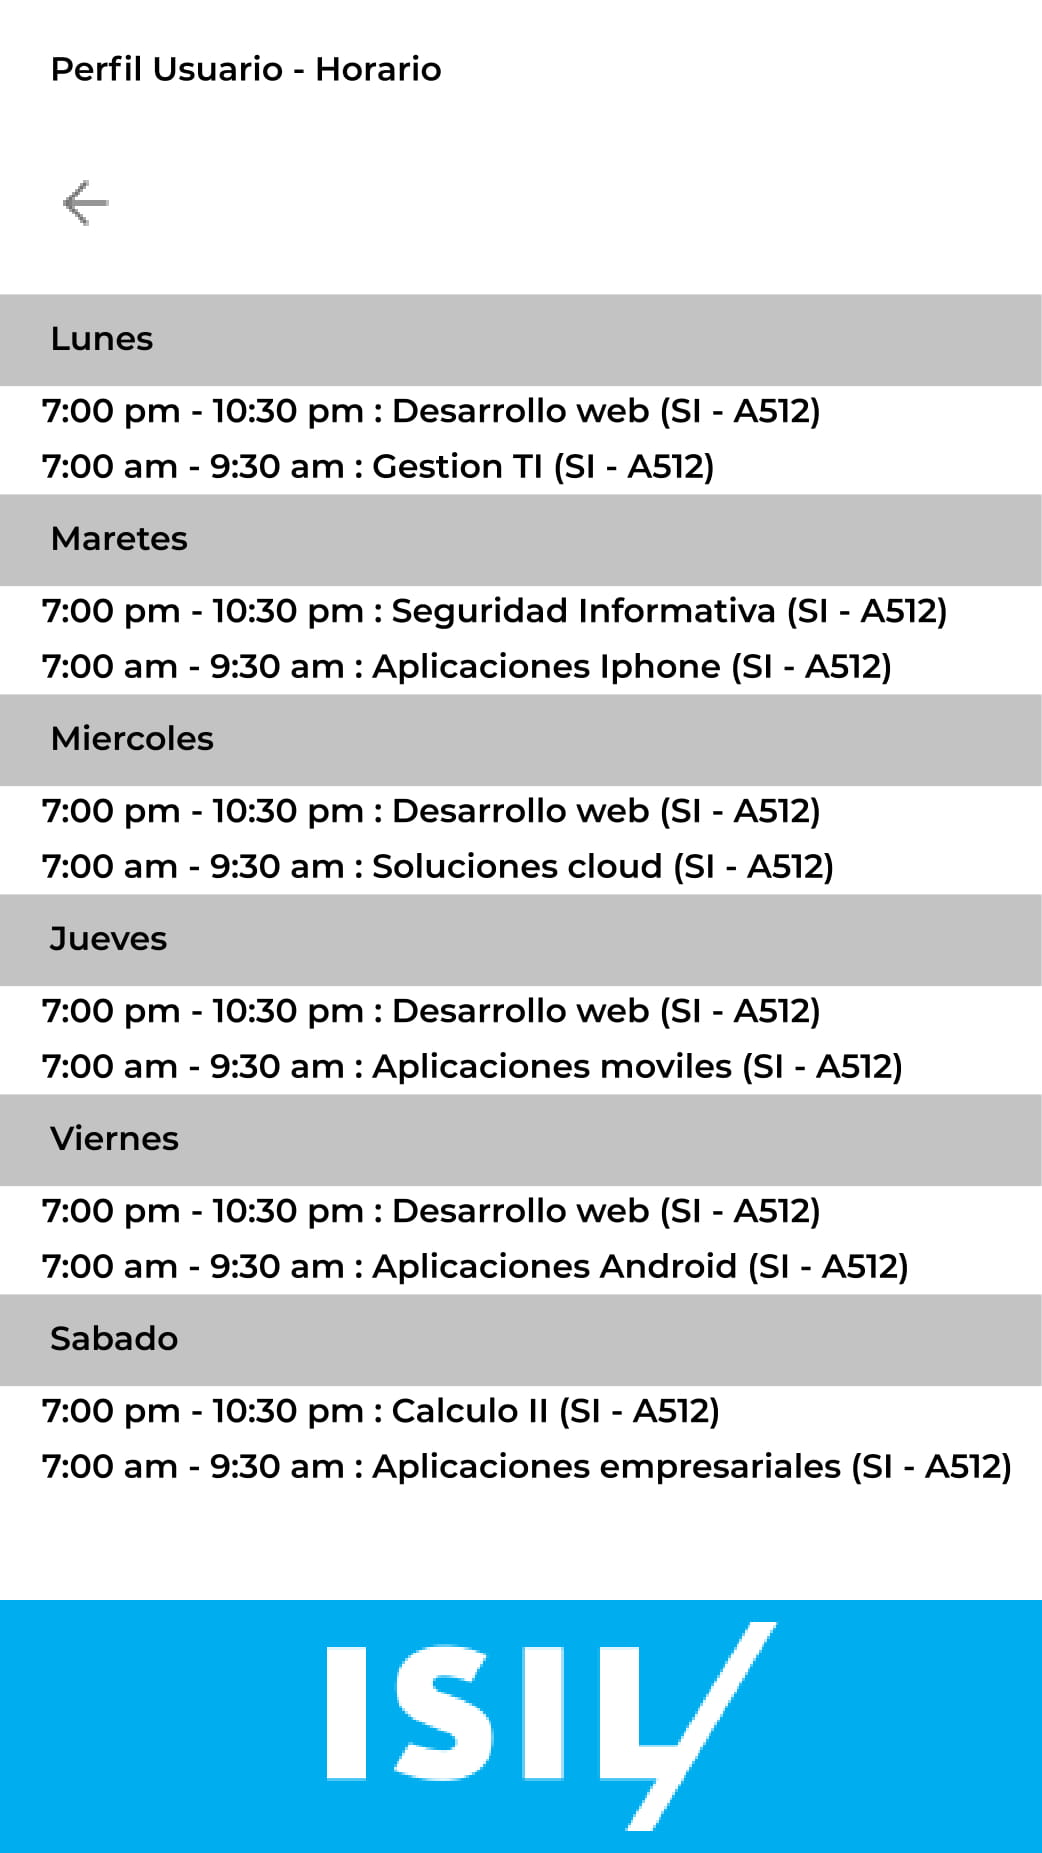 Perfil Usuario - Horario
Lunes
7:00 pm - 10:30 pm : Desarrollo web (SI - A512)
7:00 am - 9:30 am : Gestion TI (SI - A512)
Maretes
7:00 pm - 10:30 pm : Seguridad Informativa (SI - A512)
7:00 am - 9:30 am : Aplicaciones Iphone (SI - A512)
Miercoles
7:00 pm - 10:30 pm : Desarrollo web (SI - A512)
7:00 am - 9:30 am : Soluciones cloud (SI - A512)
Jueves
7:00 pm - 10:30 pm : Desarrollo web (SI - A512)
7:00 am - 9:30 am : Aplicaciones moviles (SI - A512)
Viernes
7:00 pm - 10:30 pm : Desarrollo web (SI - A512)
7:00 am - 9:30 am : Aplicaciones Android (SI - A512)
Sabado
7:00 pm - 10:30 pm : Calculo II (SI - A512)
7:00 am - 9:30 am : Aplicaciones empresariales (SI - A512)
ISIL